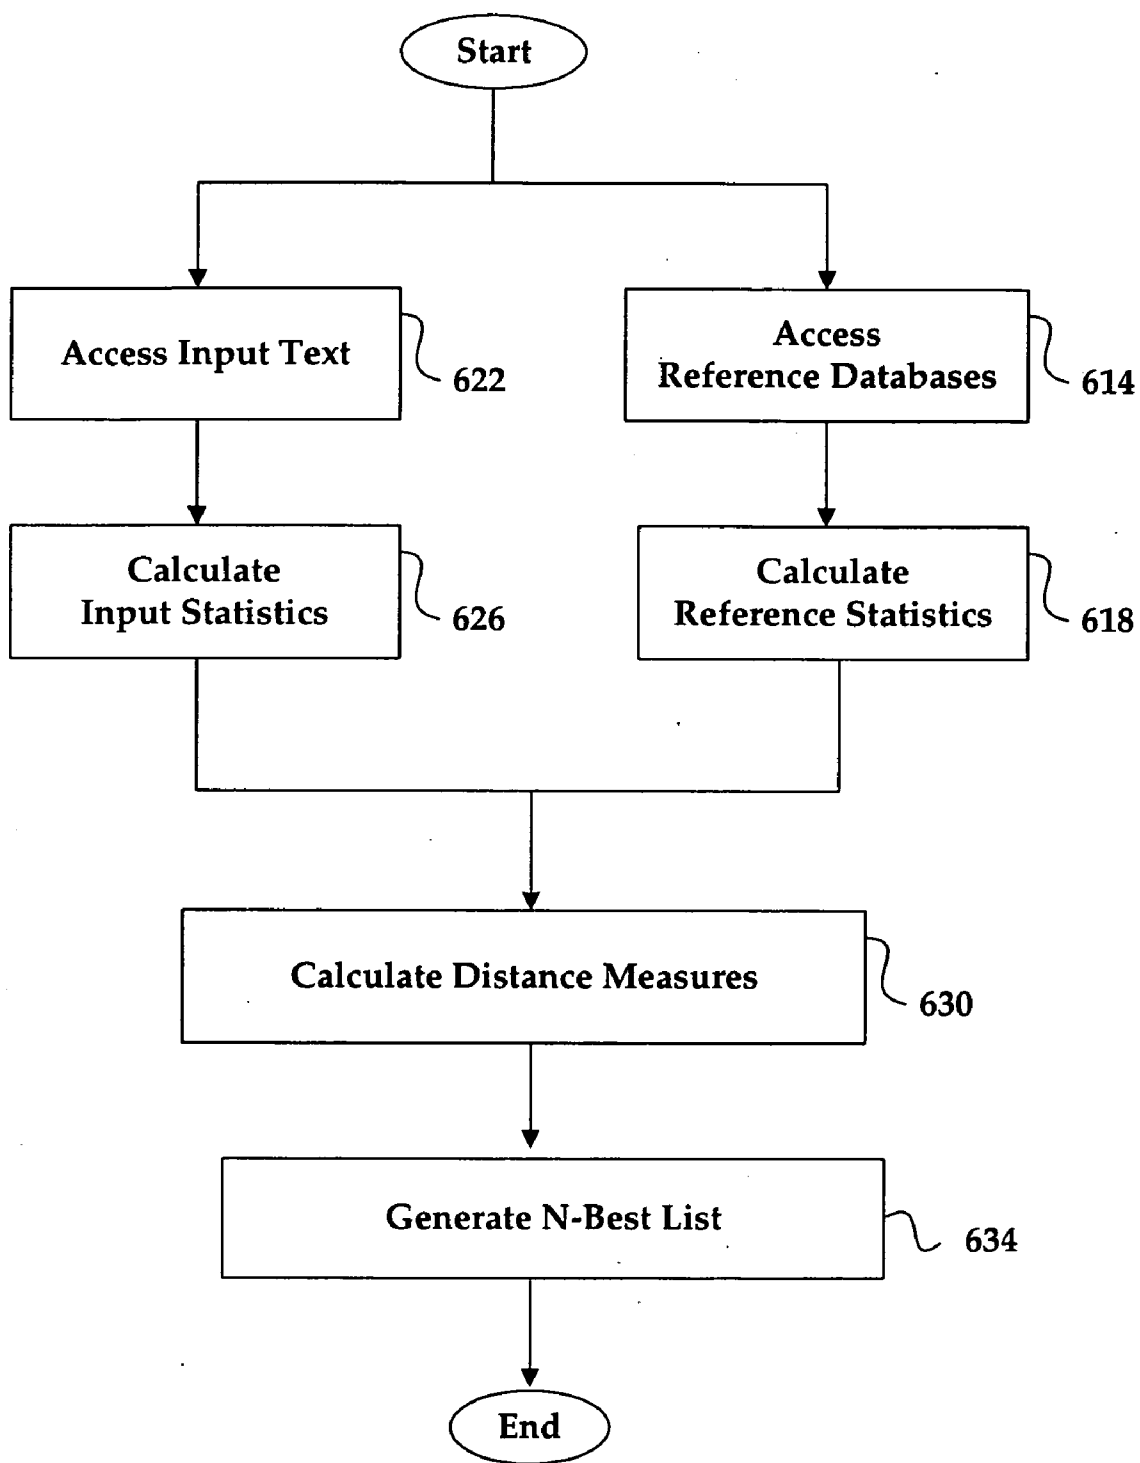 Start
Access Input Text
622
Access
Reference Databases
614
Calculate
Input Statistics
626
Calculate
Reference Statistics
618
Calculate Distance Measures
630
Generate N-Best List
634
End